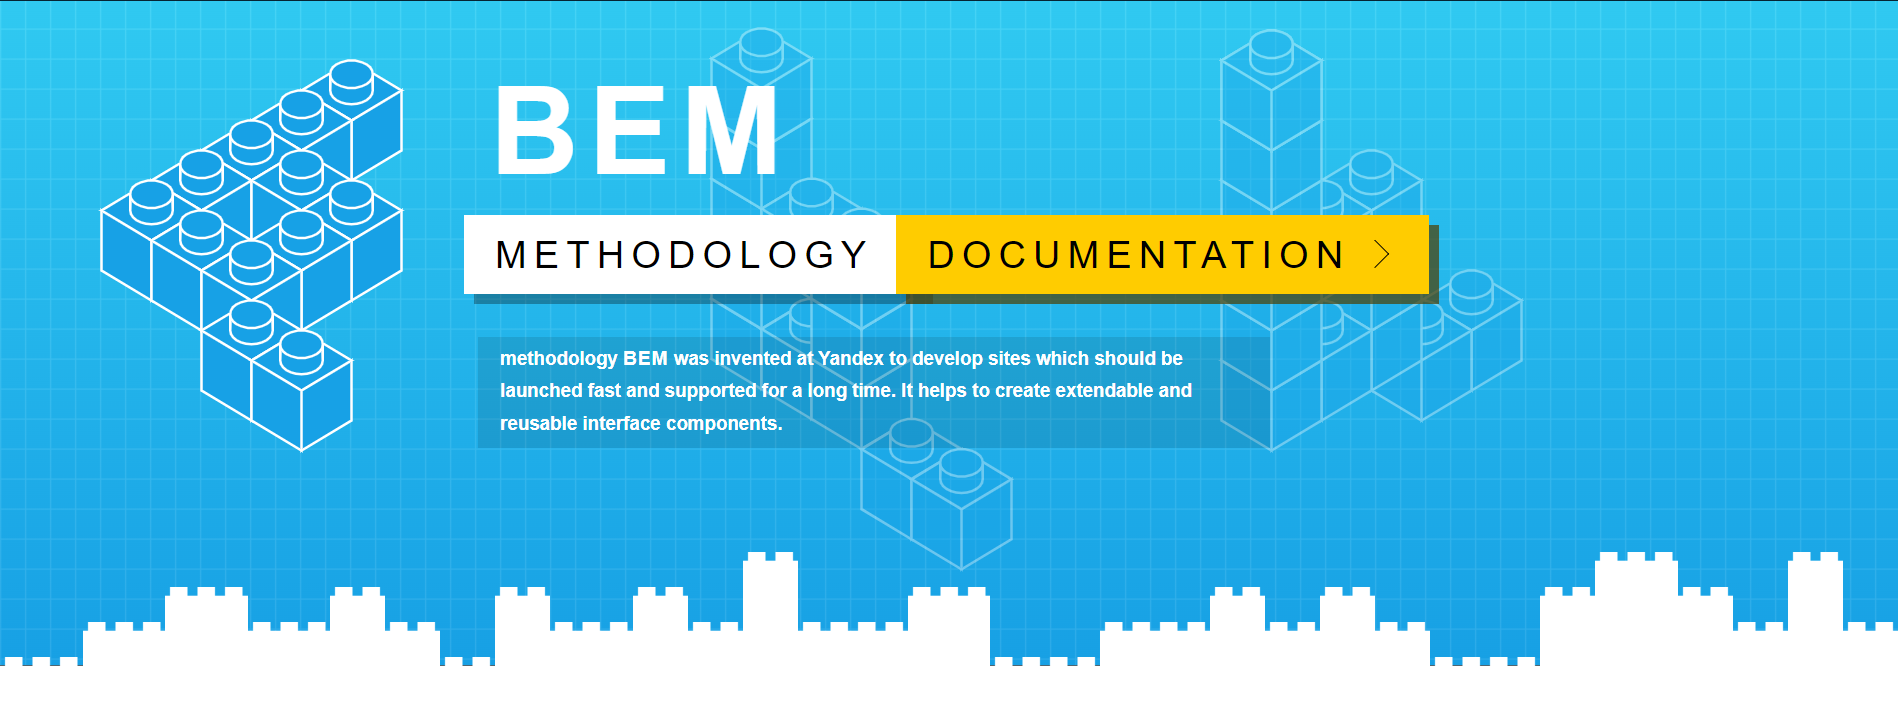 BEM
METHODOLOGY DOCUMENTATION
methodology BEM was invented at Yandex to develop sites which should be
launched fast and supported for a long time. It helps to create extendable and
reusable interface components.